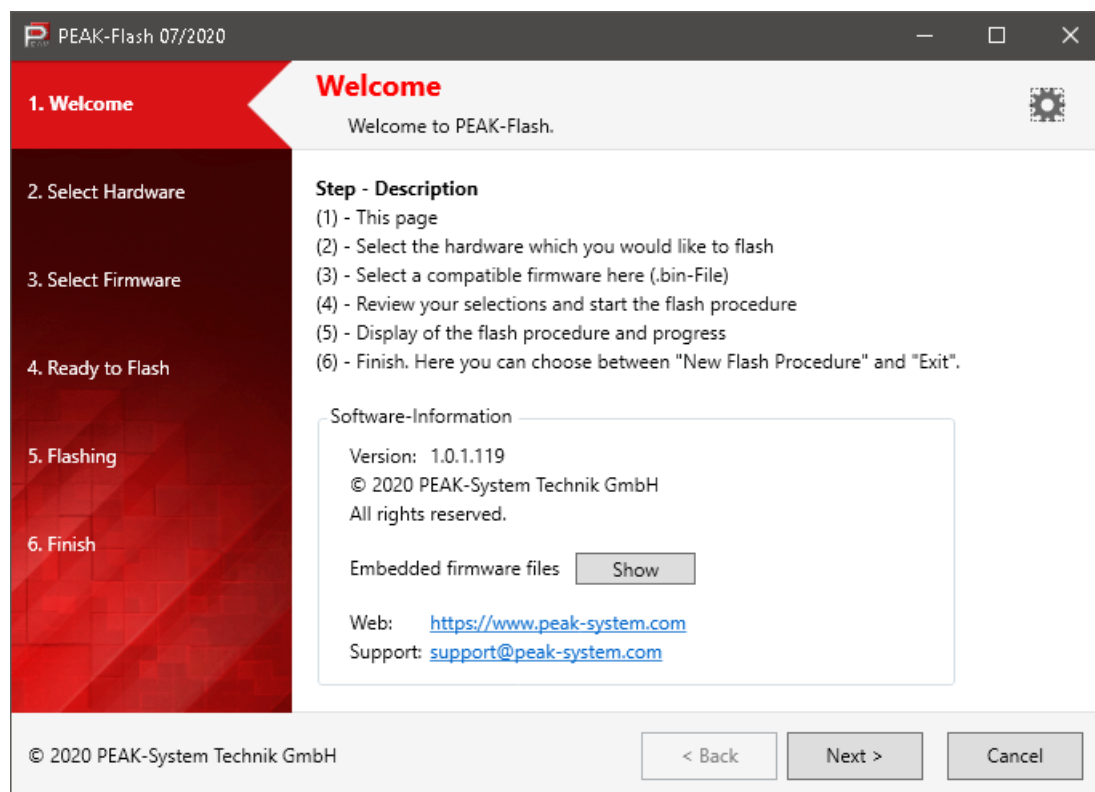 PEAK-Flash 07/2020
1. Welcome
2. Select Hardware
3. Select Firmware
4. Ready to Flash
5. Flashing
6. Finish
Welcome
Welcome to PEAK-Flash.
Step - Description
(1) - This page
(2) - Select the hardware which you would like to flash
(3) - Select a compatible firmware here (.bin-File)
(4) - Review your selections and start the flash procedure
(5) - Display of the flash procedure and progress
(6) - Finish. Here you can choose between "New Flash Procedure" and "Exit".
Software-Information
Version: 1.0.1.119
© 2020 PEAK-System Technik GmbH
All rights reserved.
Embedded firmware files Show
Web: https://www.peak-system.com
Support: support@peak-system.com
© 2020 PEAK-System Technik GmbH < Back Next > Cancel